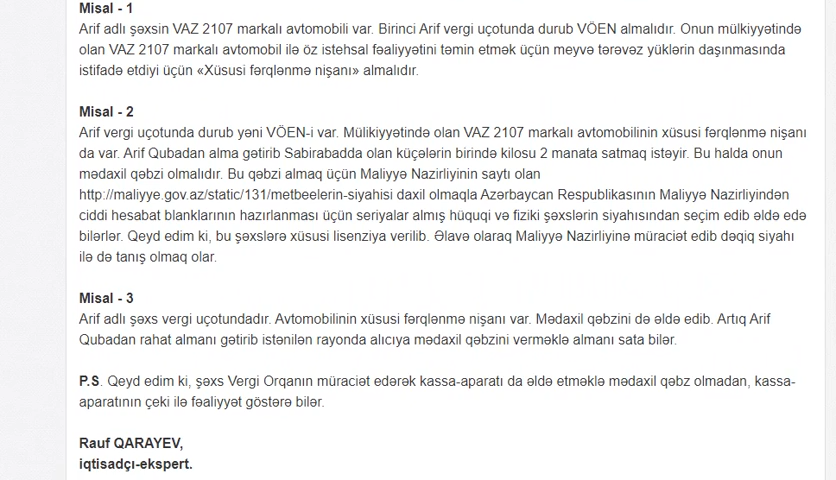 Misal - 1
Arif adlı şəxsin VAZ 2107 markalı avtomobili var. Birinci Arif vergi uçotunda durub VÖEN almalıdır. Onun mülkiyyətində
olan VAZ 2107 markalı avtomobil ilə öz istehsal fəaliyyətini təmin etmək üçün meyvə tərəvəz yüklərin daşınmasında
istifadə etdiyi üçün «Xüsusi fərqlənmə nişanı» almalıdır.
Misal - 2
Arif vergi uçotunda durub yəni VÖEN-i var. Mülikiyyətində olan VAZ 2107 markalı avtomobilinin xüsusi fərqlənmə nişanı
da var. Arif Qubadan alma gətirib Sabirabadda olan küçələrin birində kilosu 2 manata satmaq istəyir. Bu halda onun
mədaxil qəbzi olmalıdır. Bu qəbzi almaq üçün Maliyyə Nazirliyinin saytı olan
http://maliyye.gov.az/static/131/metbeelerin-siyahisi daxil olmaqla Azərbaycan Respublikasının Maliyyə Nazirliyindən
ciddi hesabat blanklarının hazırlanması üçün seriyalar almış hüquqi və fiziki şəxslərin siyahısından seçim edib əldə edə
bilərlər. Qeyd edim ki, bu şəxslərə xüsusi lisenziya verilib. Əlavə olaraq Maliyyə Nazirliyinə müraciət edib dəqiq siyahı
ilə də tanış olmaq olar.
Misal - 3
Arif adlı şəxs vergi uçotundadır. Avtomobilinin xüsusi fərqlənmə nişanı var. Mədaxil qəbzini də əldə edib. Artıq Arif
Qubadan rahat almanı gətirib istənilən rayonda alıcıya mədaxil qəbzini verməklə almanı sata bilər.
P.S. Qeyd edim ki, şəxs Vergi Orqanın müraciət edərək kassa-aparatı da əldə etməklə mədaxil qəbz olmadan, kassa-
aparatının çeki ilə fəaliyyət göstərə bilər.
Rauf QARAYEV,
iqtisadçı-ekspert.